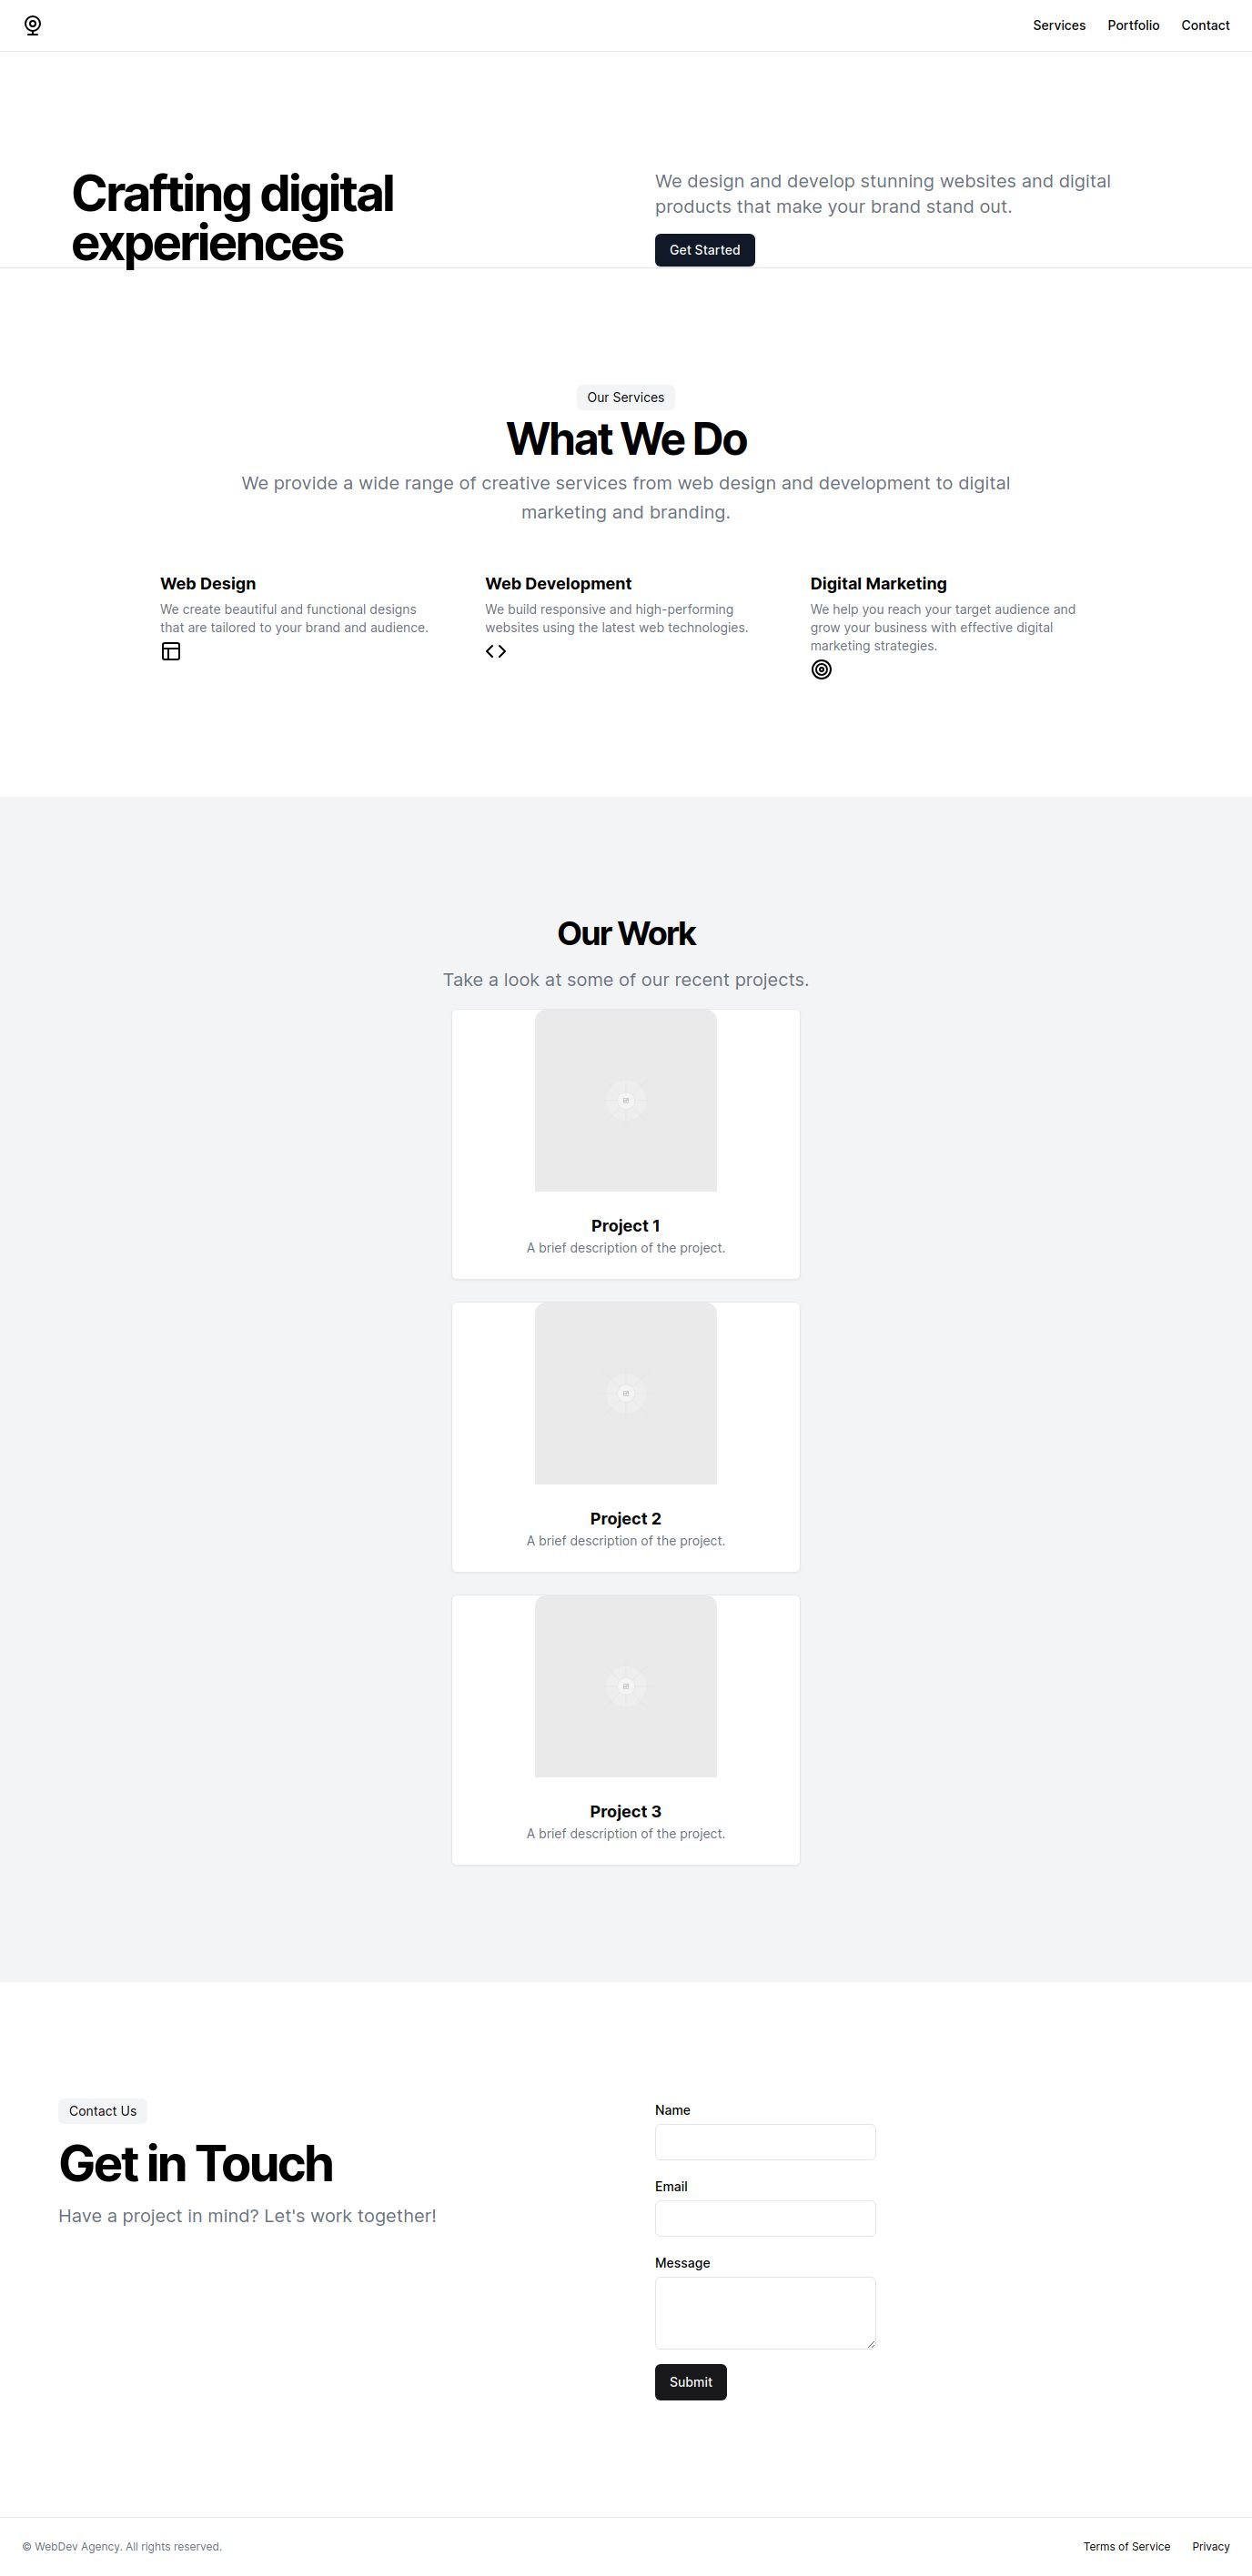 Services Portfolio Contact
Crafting digital
experiences
We design and develop stunning websites and digital
products that make your brand stand out.
Get Started
Our Services
What We Do
We provide a wide range of creative services from web design and development to digital
marketing and branding.
Web Design
We create beautiful and functional designs
that are tailored to your brand and audience.
Web Development
We build responsive and high-performing
websites using the latest web technologies.
Digital Marketing
We help you reach your target audience and
grow your business with effective digital
marketing strategies.
Our Work
Take a look at some of our recent projects.
Project 1
A brief description of the project.
Project 2
A brief description of the project.
Project 3
A brief description of the project.
Contact Us
Get in Touch
Have a project in mind? Let's work together!
Name
Email
Message
Submit
© WebDev Agency. All rights reserved.
Terms of Service Privacy